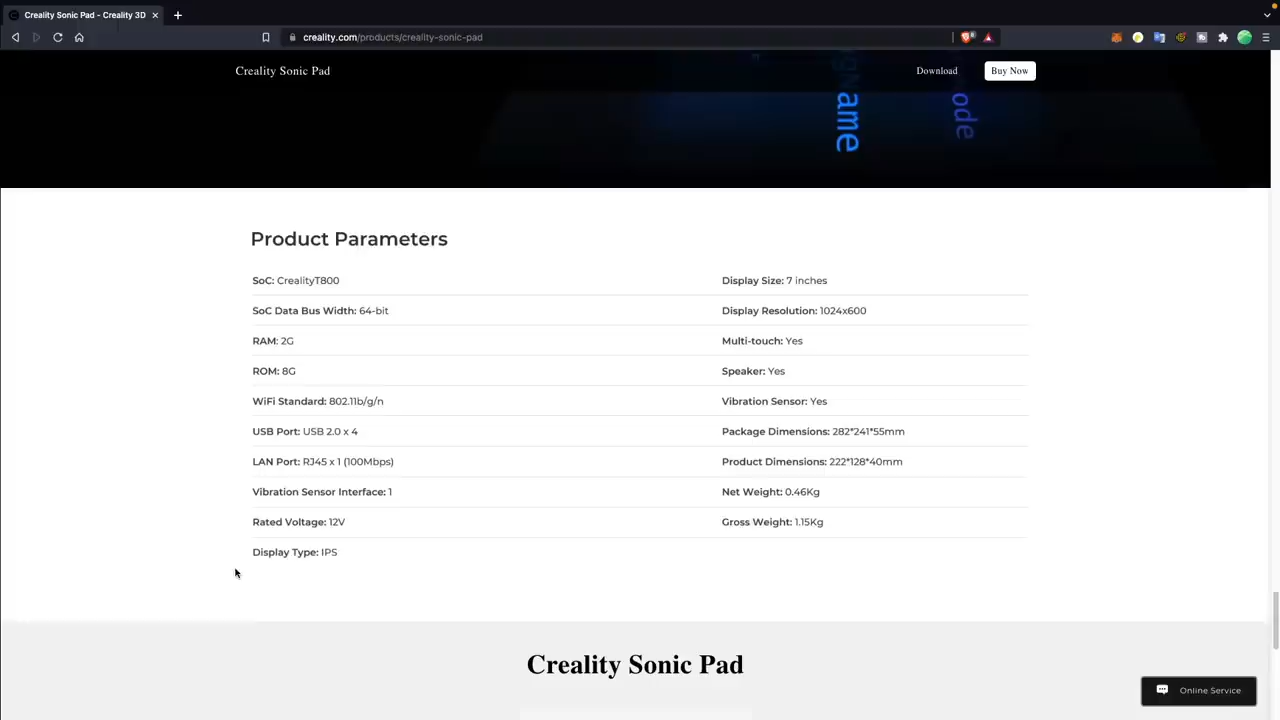 Creality Sonic Pad - Creality 3D
creality.com/products/creality-sonic-pad
Creality Sonic Pad
Download
Buy Now
ame
ode
Product Parameters
SoC: CrealityT800
Display Size: 7 inches
SoC Data Bus Width: 64-bit
Display Resolution: 1024x600
RAM: 2G
Multi-touch: Yes
ROM: 8G
Speaker: Yes
WiFi Standard: 802.11b/g/n
Vibration Sensor: Yes
USB Port: USB 2.0 x 4
Package Dimensions: 282*241*55mm
LAN Port: RJ45 x 1 (100Mbps)
Product Dimensions: 222*128*40mm
Vibration Sensor Interface: 1
Net Weight: 0.46Kg
Rated Voltage: 12V
Gross Weight: 1.15Kg
Display Type: IPS
Creality Sonic Pad
Online Service